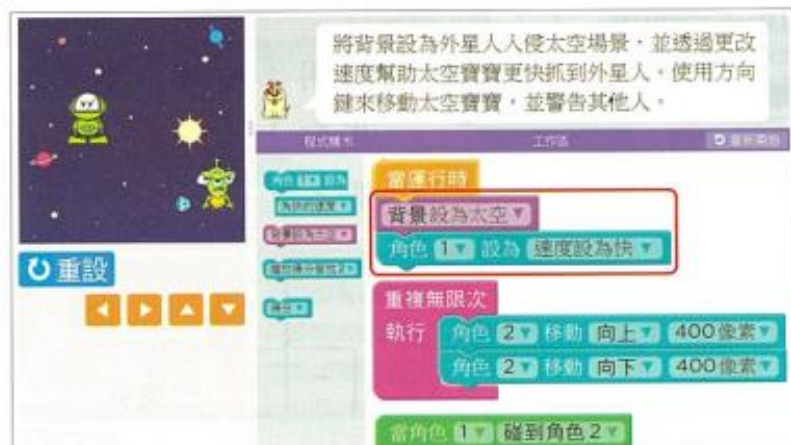 將背景設為外星人入侵太空場景，並透過更改
速度幫助太空寶寶更快抓到外星人。使用方向
鍵來移動太空寶寶，並警告其他人。
程式積木
工作區
重新開始
當運行時
背景設為太空
角色 1 設為 速度設為快
重設
重複無限次
執行 角色 2 移動 向上 400像素
角色 2 移動 向下 400像素
當角色 1 碰到角色 2